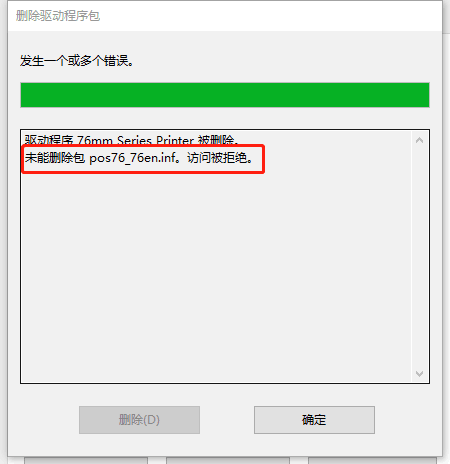 删除驱动程序包
发生一个或多个错误。
驱动程序 76mm Series Printer 被删除。
未能删除包 pos76_76en.inf。访问被拒绝。
删除(D)
确定